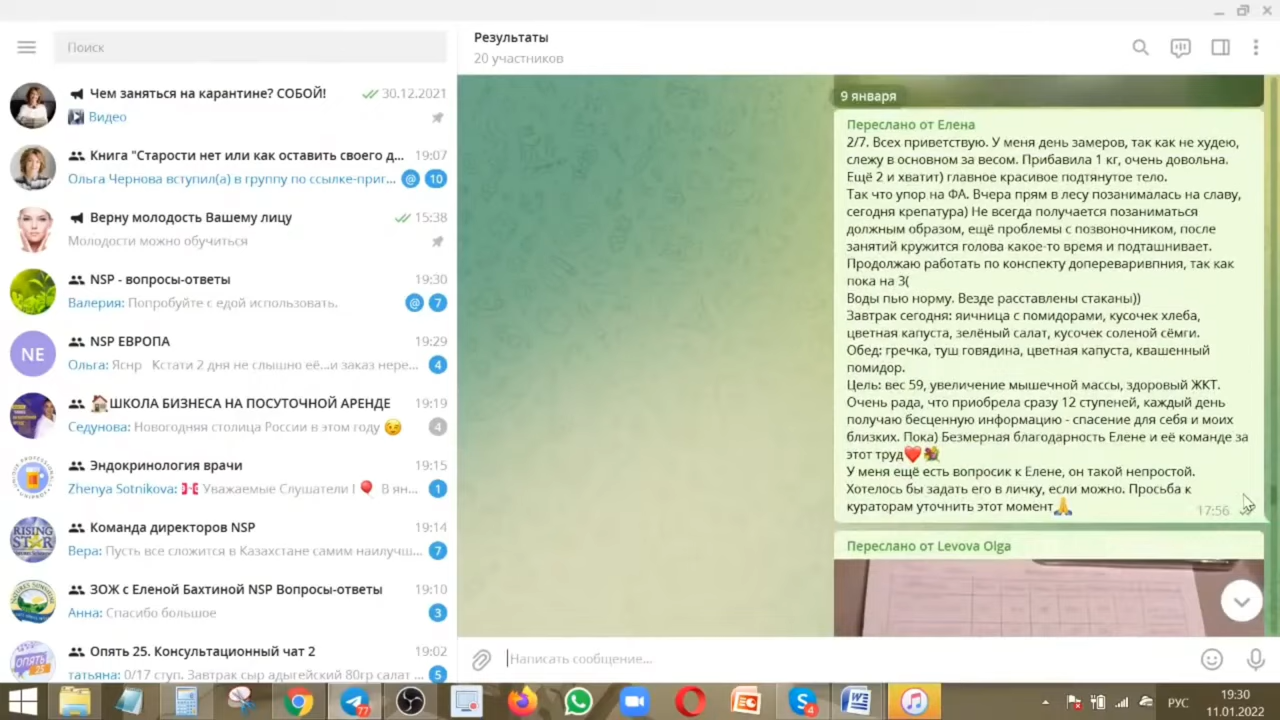 Поиск
Чем заняться на карантине? СОБОЙ!
30.12.2021
Видео
Книга "Старости нет или как оставить своего д...
19:07
Ольга Чернова вступил(а) в группу по ссылке-приг...
@
10
Верну молодость Вашему лицу
15:38
Молодости можно обучиться
NSP - вопросы-ответы
19:30
Валерия: Попробуйте с едой использовать.
@
7
NE
NSP ЕВРОПА
19:29
Ольга: Яснр Кстати 2 дня не слышно её...и заказ нере...
4
ШКОЛА БИЗНЕСА НА ПОСУТОЧНОЙ АРЕНДЕ
19:19
Седунова: Новогодняя столица России в этом году 😉
4
Эндокринология врачи
19:15
Zhenya Sotnikova: Уважаемые Слушатели ! 🎈 В ян...
1
RISING STAR
Команда директоров NSP
19:14
Вера: Пусть все сложится в Казахстане самим наилучш...
7
ЗОЖ с Еленой Бахтиной NSP Вопросы-ответы
19:10
Анна: Спасибо большое
3
ОПЯТЬ 25
Опять 25. Консультационный чат 2
19:02
татьяна: 0/17 ступ. Завтрак сыр адыгейский 80гр салат ...
5
Результаты
20 участников
9 января
Переслано от Елена
2/7. Всех приветствую. У меня день замеров, так как не худею,
слежу в основном за весом. Прибавила 1 кг, очень довольна.
Ещё 2 и хватит) главное красивое подтянутое тело.
Так что упор на ФА. Вчера прям в лесу позанималась на славу,
сегодня крепатура) Не всегда получается позаниматься
должным образом, ещё проблемы с позвоночником, после
занятий кружится голова какое-то время и подташнивает.
Продолжаю работать по конспекту допереваривпния, так как
пока на 3(
Воды пью норму. Везде расставлены стаканы))
Завтрак сегодня: яичница с помидорами, кусочек хлеба,
цветная капуста, зелёный салат, кусочек соленой сёмги.
Обед: гречка, туш говядина, цветная капуста, квашенный
помидор.
Цель: вес 59, увеличение мышечной массы, здоровый ЖКТ.
Очень рада, что приобрела сразу 12 ступеней, каждый день
получаю бесценную информацию - спасение для себя и моих
близких. Пока) Безмерная благодарность Елене и её команде за
этот труд❤️💐
У меня ещё есть вопросик к Елене, он такой непростой.
Хотелось бы задать его в личку, если можно. Просьба к
кураторам уточнить этот момент🙏
17:56
Переслано от Levova Olga
Написать сообщение...
77
4
РУС
19:30
11.01.2022